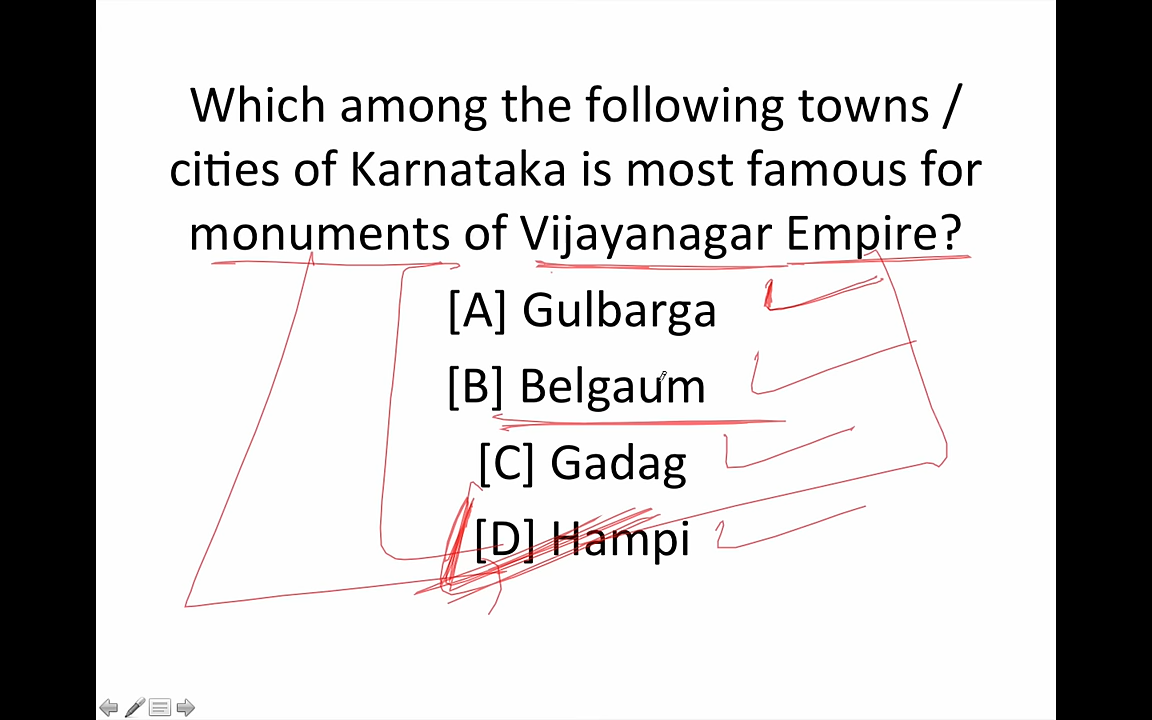 Which among the following towns /
cities of Karnataka is most famous for
monuments of Vijayanagar Empire?
[A] Gulbarga
[B] Belgaum
[C] Gadag
[D] Hampi